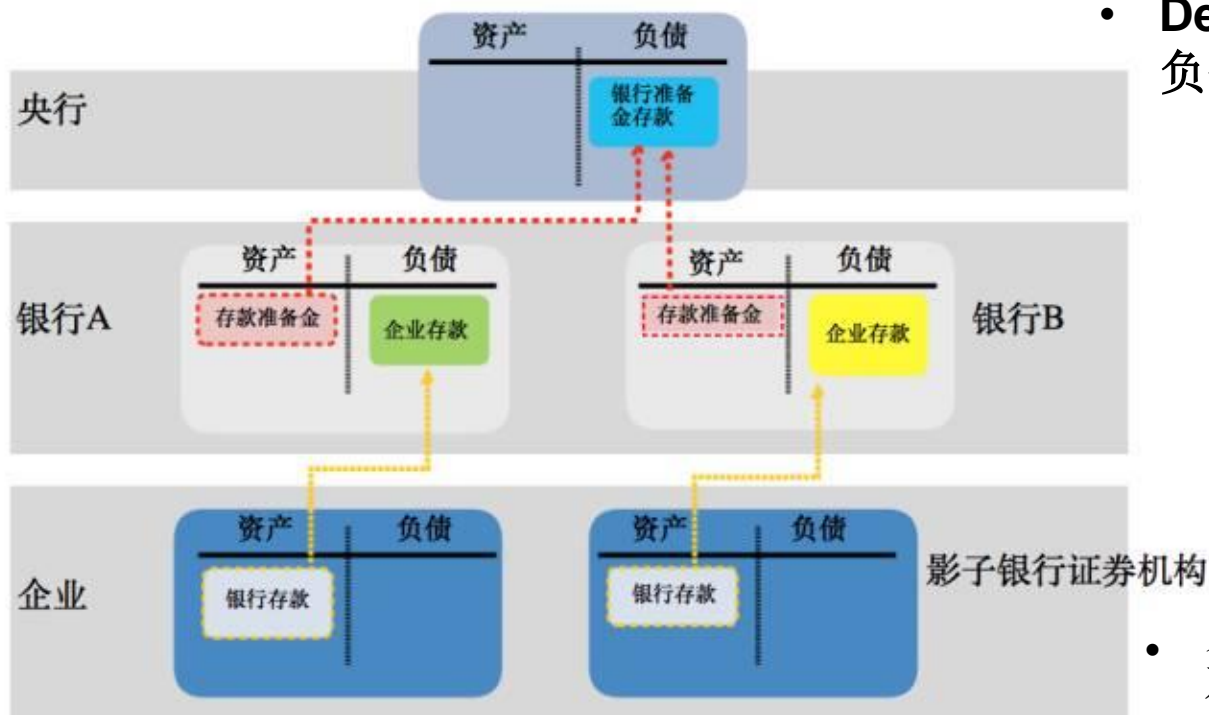 资产 负债
• De
负
央行
银行准备
金存款
资产 负债
资产 负债
银行A
存款准备金
企业存款
存款准备金
企业存款
银行B
资产 负债
资产 负债
企业
银行存款
银行存款
影子银行证券机构
•